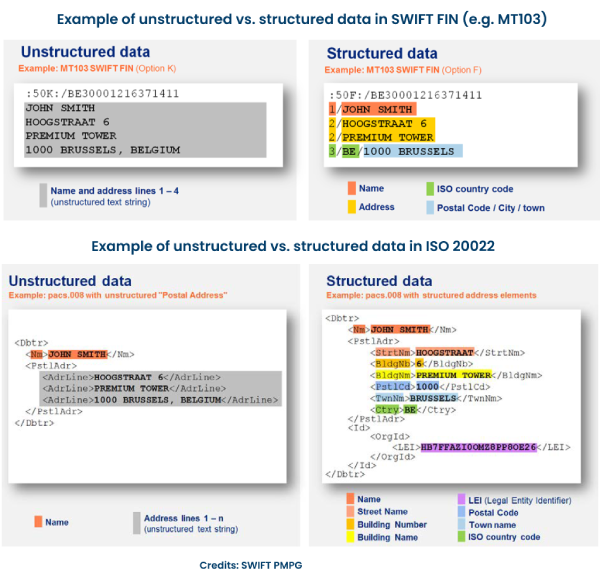 Example of unstructured vs. structured data in SWIFT FIN (e.g. MT103)
Unstructured data
Example: MT103 SWIFT FIN (Option K)
:50K:/BE30001216371411
JOHN SMITH
HOOGSTRAAT 6
PREMIUM TOWER
1000 BRUSSELS, BELGIUM
Name and address lines 1 – 4
(unstructured text string)
Structured data
Example: MT103 SWIFT FIN (Option F)
:50F:/BE30001216371411
1/JOHN SMITH
2/HOOGSTRAAT 6
2/PREMIUM TOWER
3/BE/1000 BRUSSELS
Name
ISO country code
Address
Postal Code / City / town
Example of unstructured vs. structured data in ISO 20022
Unstructured data
Example: pacs.008 with unstructured "Postal Address"
<Dbtr>
<Nm>JOHN SMITH</Nm>
<PstlAdr>
<AdrLine>HOOGSTRAAT 6</AdrLine>
<AdrLine>PREMIUM TOWER</AdrLine>
<AdrLine>1000 BRUSSELS, BELGIUM</AdrLine>
</PstlAdr>
</Dbtr>
Name
Address lines 1 – n
(unstructured text string)
Structured data
Example: pacs.008 with structured address elements
<Dbtr>
<Nm>JOHN SMITH</Nm>
<PstlAdr>
<StrtNm>HOOGSTRAAT</StrtNm>
<BldgNb>6</BldgNb>
<BldgNm>PREMIUM TOWER</BldgNm>
<PstlCd>1000</PstlCd>
<TwnNm>BRUSSELS</TwnNm>
<Ctry>BE</Ctry>
</PstlAdr>
<Id>
<OrgId>
<LEI>HB7FFAZI0OMZ8PP8OE26</LEI>
</OrgId>
</Id>
</Dbtr>
Name
LEI (Legal Entity Identifier)
Street Name
Postal Code
Building Number
Town name
Building Name
ISO country code
Credits: SWIFT PMPG